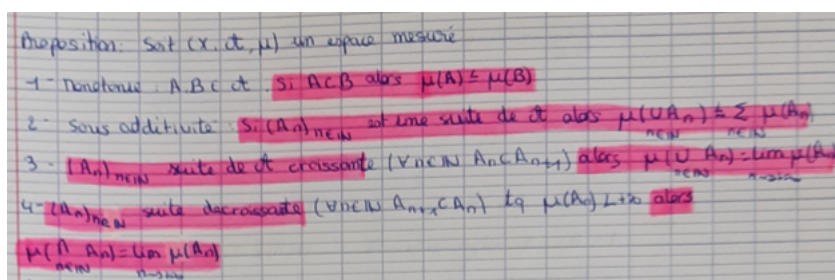 Proposition: Soit (X, 𝒜, μ) un espace mesuré
1- Monotonie A, B ⊂ 𝒜. Si A⊂B alors μ(A) ≤ μ(B)
2- Sous additivité Si (An)n∈ℕ est une suite de 𝒜 alors μ(∪An) n∈ℕ ≤ Σ n∈ℕ μ(An)
3- (An)n∈ℕ suite de 𝒜 croissante (∀n∈ℕ An⊂An+1) alors μ(∪ n∈ℕ An) = lim n→+∞ μ(An)
4- (An)n∈ℕ suite decroissante (∀n∈ℕ An+1⊂An) tq μ(A0) < +∞ alors
μ(∩ n∈ℕ An) = lim n→+∞ μ(An)